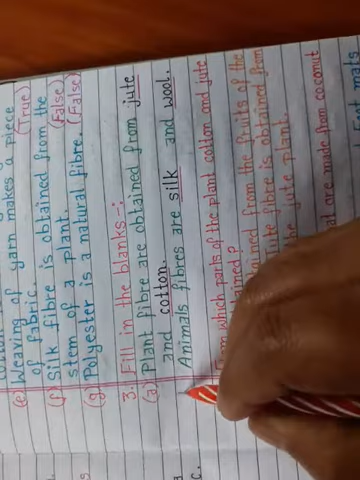 (e) Weaving of yarn makes a piece
of fabric. (True)
(f) Silk fibre is obtained from the
stem of a plant. (False)
(g) Polyester is a natural fibre. (False)
3. Fill in the blanks-:
(a) Plant fibre are obtained from jute
and cotton.
Animals fibres are silk and wool.
From which parts of the plant cotton and jute
obtained?
from the fruits of the
Jute fibre is obtained from
the jute plant.
are made from coconut